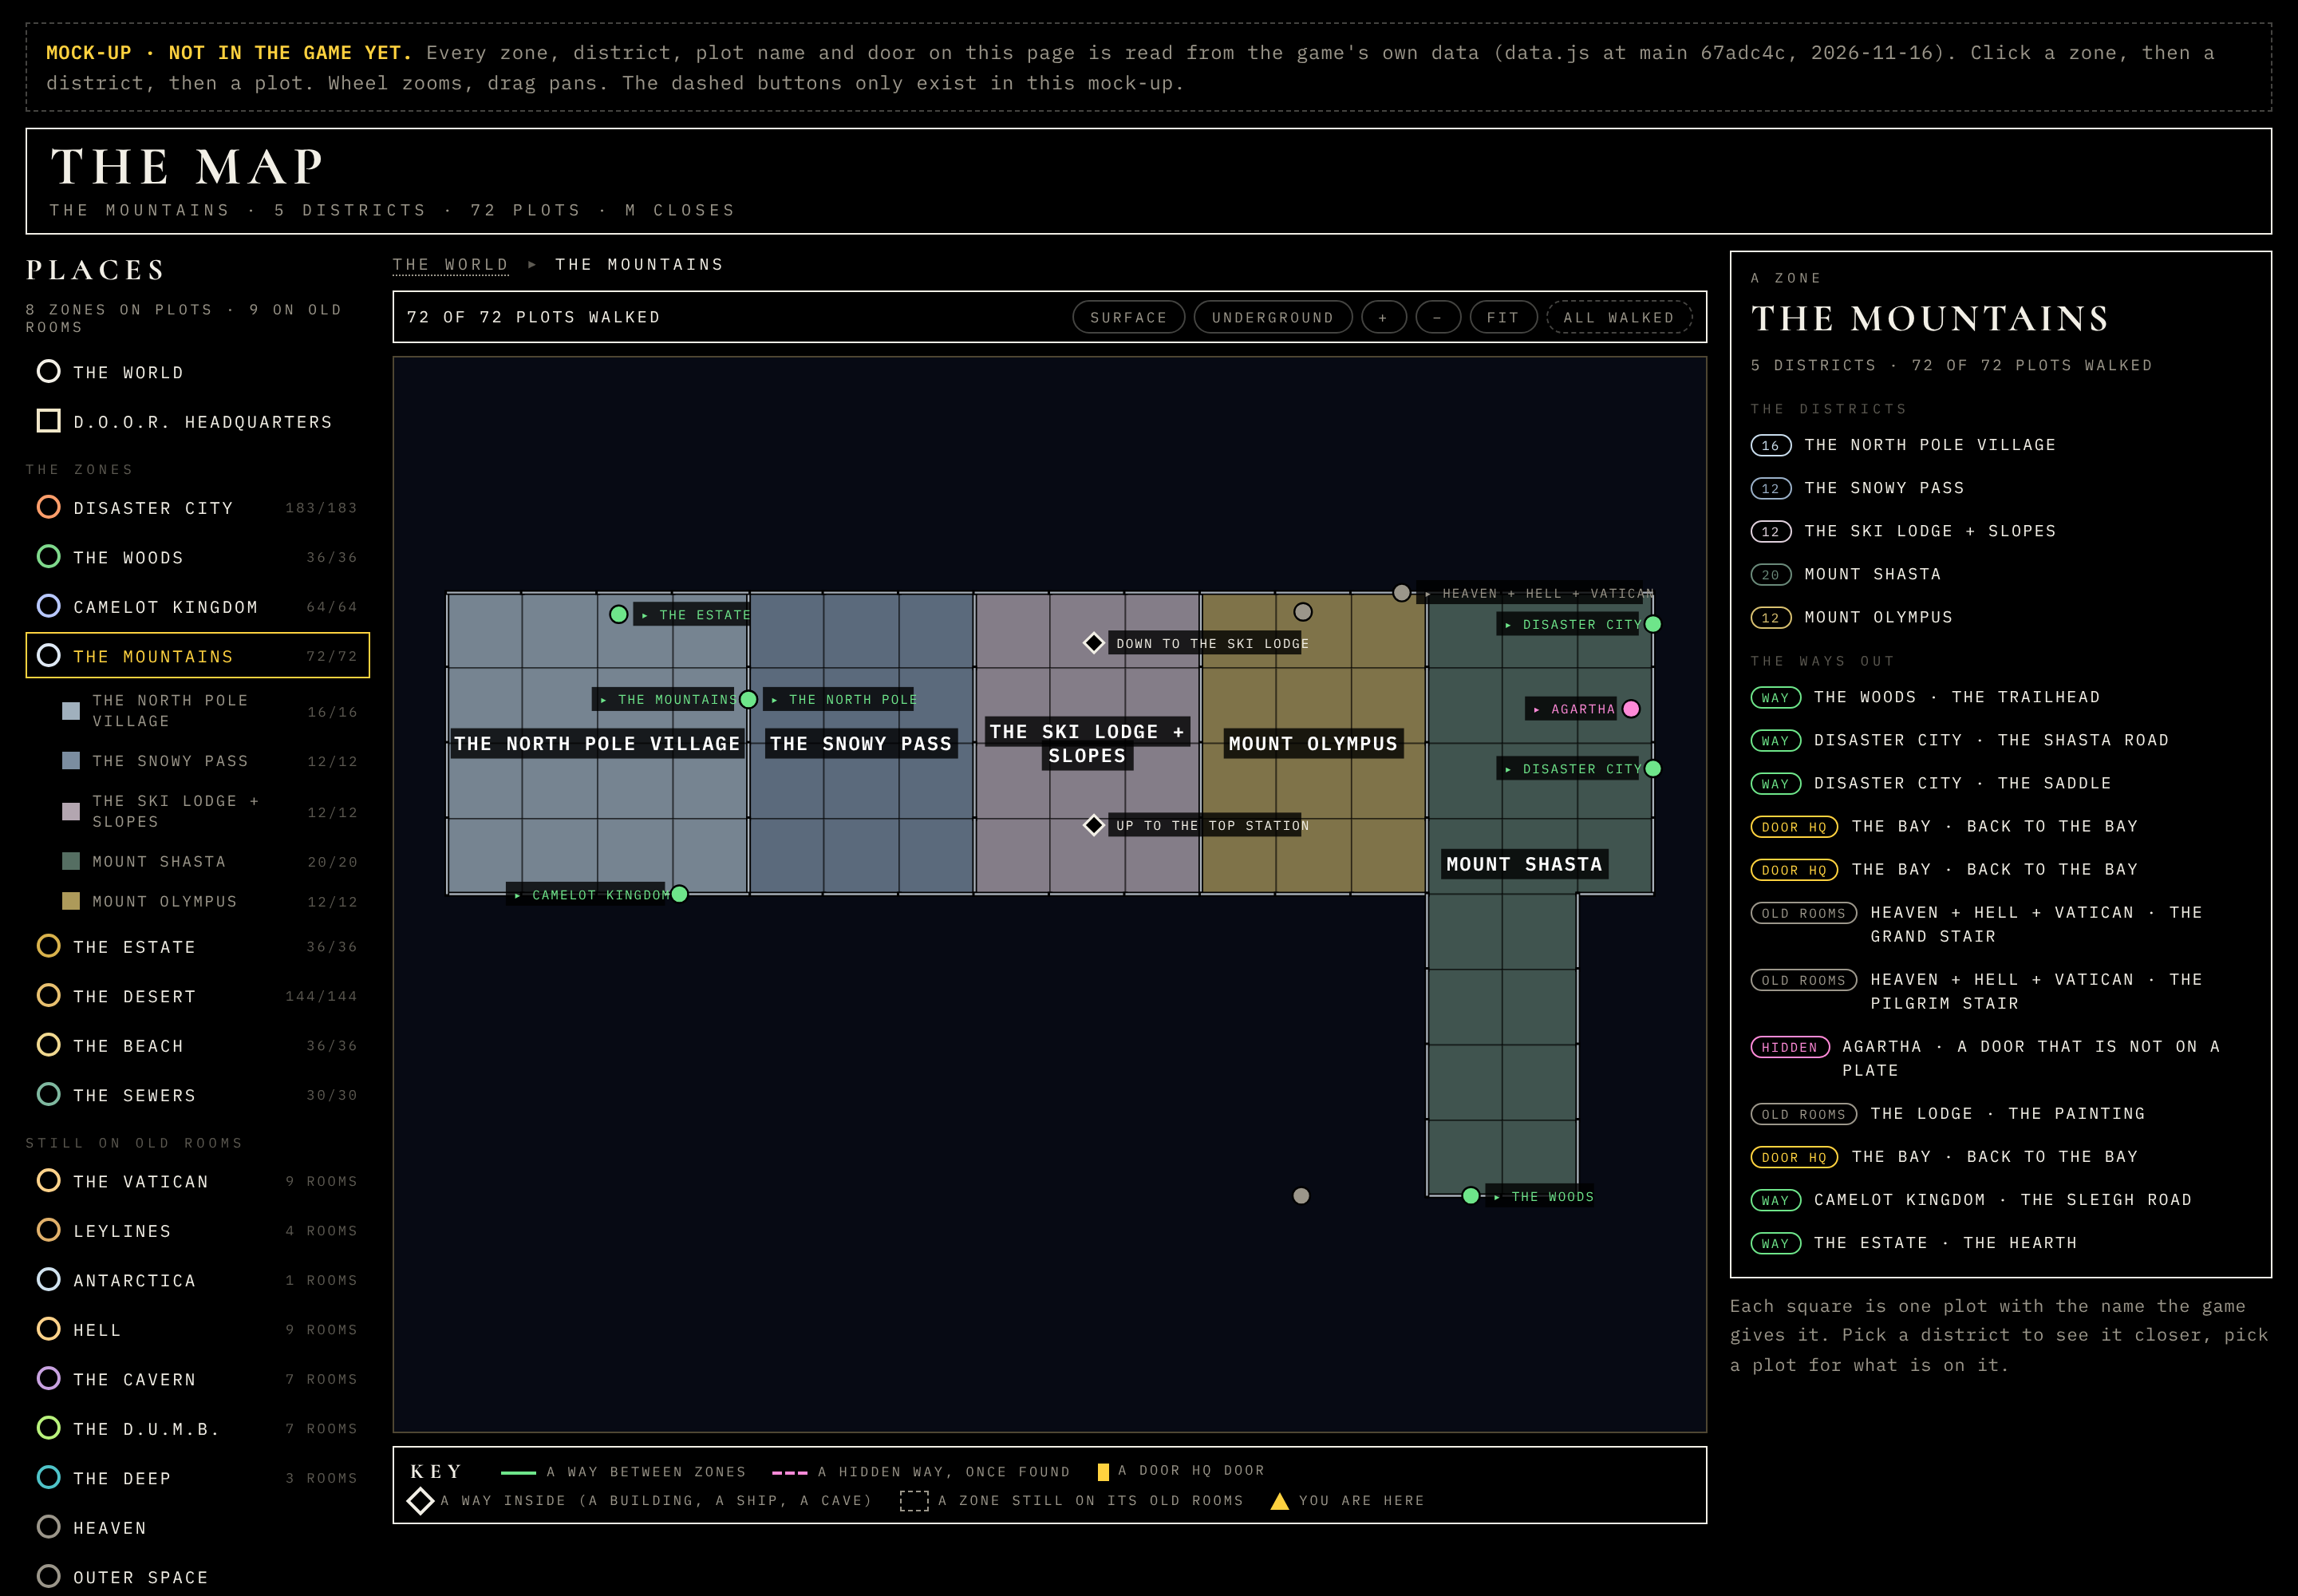 MOCK-UP · NOT IN THE GAME YET. Every zone, district, plot name and door on this page is read from the game's own data (data.js at main 67adc4c, 2026-11-16). Click a zone, then a
district, then a plot. Wheel zooms, drag pans. The dashed buttons only exist in this mock-up.
THE MAP
THE MOUNTAINS · 5 DISTRICTS · 72 PLOTS · M CLOSES
PLACES
8 ZONES ON PLOTS · 9 ON OLD
ROOMS
THE WORLD
D.O.O.R. HEADQUARTERS
THE ZONES
DISASTER CITY 183/183
THE WOODS 36/36
CAMELOT KINGDOM 64/64
THE MOUNTAINS 72/72
THE NORTH POLE
VILLAGE 16/16
THE SNOWY PASS 12/12
THE SKI LODGE +
SLOPES 12/12
MOUNT SHASTA 20/20
MOUNT OLYMPUS 12/12
THE ESTATE 36/36
THE DESERT 144/144
THE BEACH 36/36
THE SEWERS 30/30
STILL ON OLD ROOMS
THE VATICAN 9 ROOMS
LEYLINES 4 ROOMS
ANTARCTICA 1 ROOMS
HELL 9 ROOMS
THE CAVERN 7 ROOMS
THE D.U.M.B. 7 ROOMS
THE DEEP 3 ROOMS
HEAVEN
OUTER SPACE
THE WORLD ▸ THE MOUNTAINS
72 OF 72 PLOTS WALKED
SURFACE UNDERGROUND + − FIT ALL WALKED
▸ HEAVEN + HELL + VATICAN
▸ THE ESTATE
▸ DISASTER CITY
DOWN TO THE SKI LODGE
▸ THE MOUNTAINS
▸ THE NORTH POLE
▸ AGARTHA
THE NORTH POLE VILLAGE
THE SNOWY PASS
THE SKI LODGE +
SLOPES
MOUNT OLYMPUS
▸ DISASTER CITY
UP TO THE TOP STATION
MOUNT SHASTA
▸ CAMELOT KINGDOM
▸ THE WOODS
KEY A WAY BETWEEN ZONES A HIDDEN WAY, ONCE FOUND A DOOR HQ DOOR
A WAY INSIDE (A BUILDING, A SHIP, A CAVE) A ZONE STILL ON ITS OLD ROOMS YOU ARE HERE
A ZONE
THE MOUNTAINS
5 DISTRICTS · 72 OF 72 PLOTS WALKED
THE DISTRICTS
16 THE NORTH POLE VILLAGE
12 THE SNOWY PASS
12 THE SKI LODGE + SLOPES
20 MOUNT SHASTA
12 MOUNT OLYMPUS
THE WAYS OUT
WAY THE WOODS · THE TRAILHEAD
WAY DISASTER CITY · THE SHASTA ROAD
WAY DISASTER CITY · THE SADDLE
DOOR HQ THE BAY · BACK TO THE BAY
DOOR HQ THE BAY · BACK TO THE BAY
OLD ROOMS HEAVEN + HELL + VATICAN · THE
GRAND STAIR
OLD ROOMS HEAVEN + HELL + VATICAN · THE
PILGRIM STAIR
HIDDEN AGARTHA · A DOOR THAT IS NOT ON A
PLATE
OLD ROOMS THE LODGE · THE PAINTING
DOOR HQ THE BAY · BACK TO THE BAY
WAY CAMELOT KINGDOM · THE SLEIGH ROAD
WAY THE ESTATE · THE HEARTH
Each square is one plot with the name the game
gives it. Pick a district to see it closer, pick
a plot for what is on it.